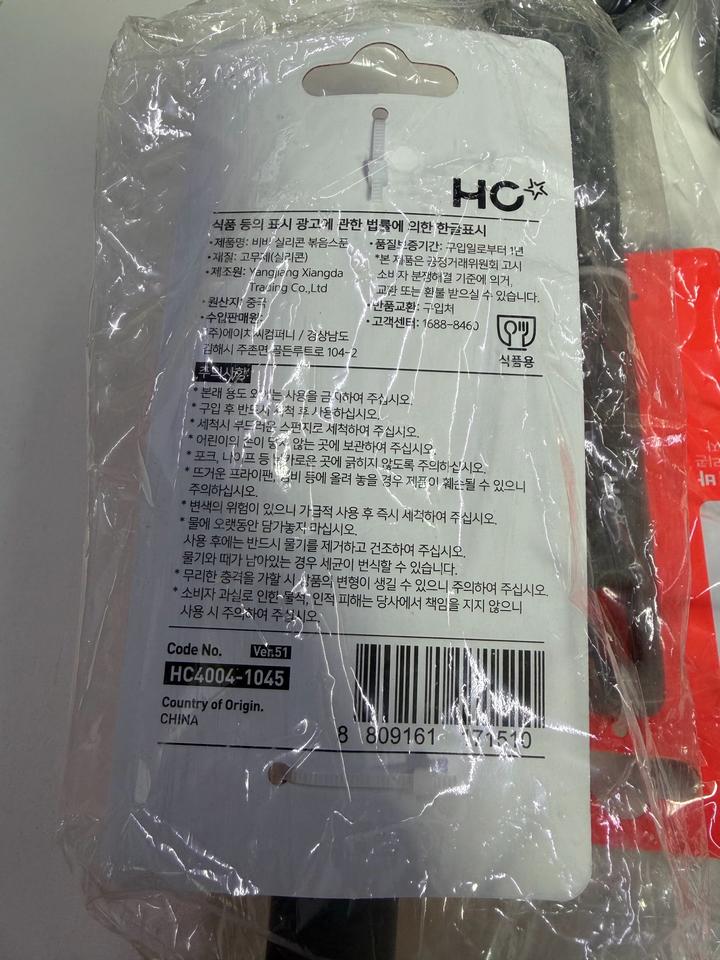 HC
식품 등의 표시 광고에 관한 법률에 의한 한글표시
• 제품명: 비바 실리콘 볶음스푼
• 재질: 고무제(실리콘)
• 제조원: Yangjiang Xiangda
Trading Co.,Ltd
• 원산지: 중국
• 수입판매원:
(주)에이치씨컴퍼니 / 경상남도
김해시 주촌면 골든루트로 104-2
• 품질보증기간: 구입일로부터 1년
*본 제품은 공정거래위원회 고시
소비자 분쟁해결 기준에 의거,
교환 또는 환불 받으실 수 있습니다.
• 반품교환: 구입처
• 고객센터: 1688-8460
식품용
주의사항
* 본래 용도 외에는 사용을 금지하여 주십시오.
* 구입 후 반드시 세척 후 사용하십시오.
* 세척시 부드러운 스펀지로 세척하여 주십시오.
* 어린이의 손이 닿지 않는 곳에 보관하여 주십시오.
* 포크, 나이프 등 날카로운 곳에 긁히지 않도록 주의하십시오.
* 뜨거운 프라이팬, 냄비 등에 올려 놓을 경우 제품이 훼손될 수 있으니
주의하십시오.
* 변색의 위험이 있으니 가급적 사용 후 즉시 세척하여 주십시오.
* 물에 오랫동안 담가놓지 마십시오.
사용 후에는 반드시 물기를 제거하고 건조하여 주십시오.
물기와 때가 남아있는 경우 세균이 번식할 수 있습니다.
* 무리한 충격을 가할 시 상품의 변형이 생길 수 있으니 주의하여 주십시오.
* 소비자 과실로 인한 물적, 인적 피해는 당사에서 책임을 지지 않으니
사용 시 주의하여 주십시오.
Code No. Ver.51
HC4004-1045
Country of Origin.
CHINA
8 809161 771510